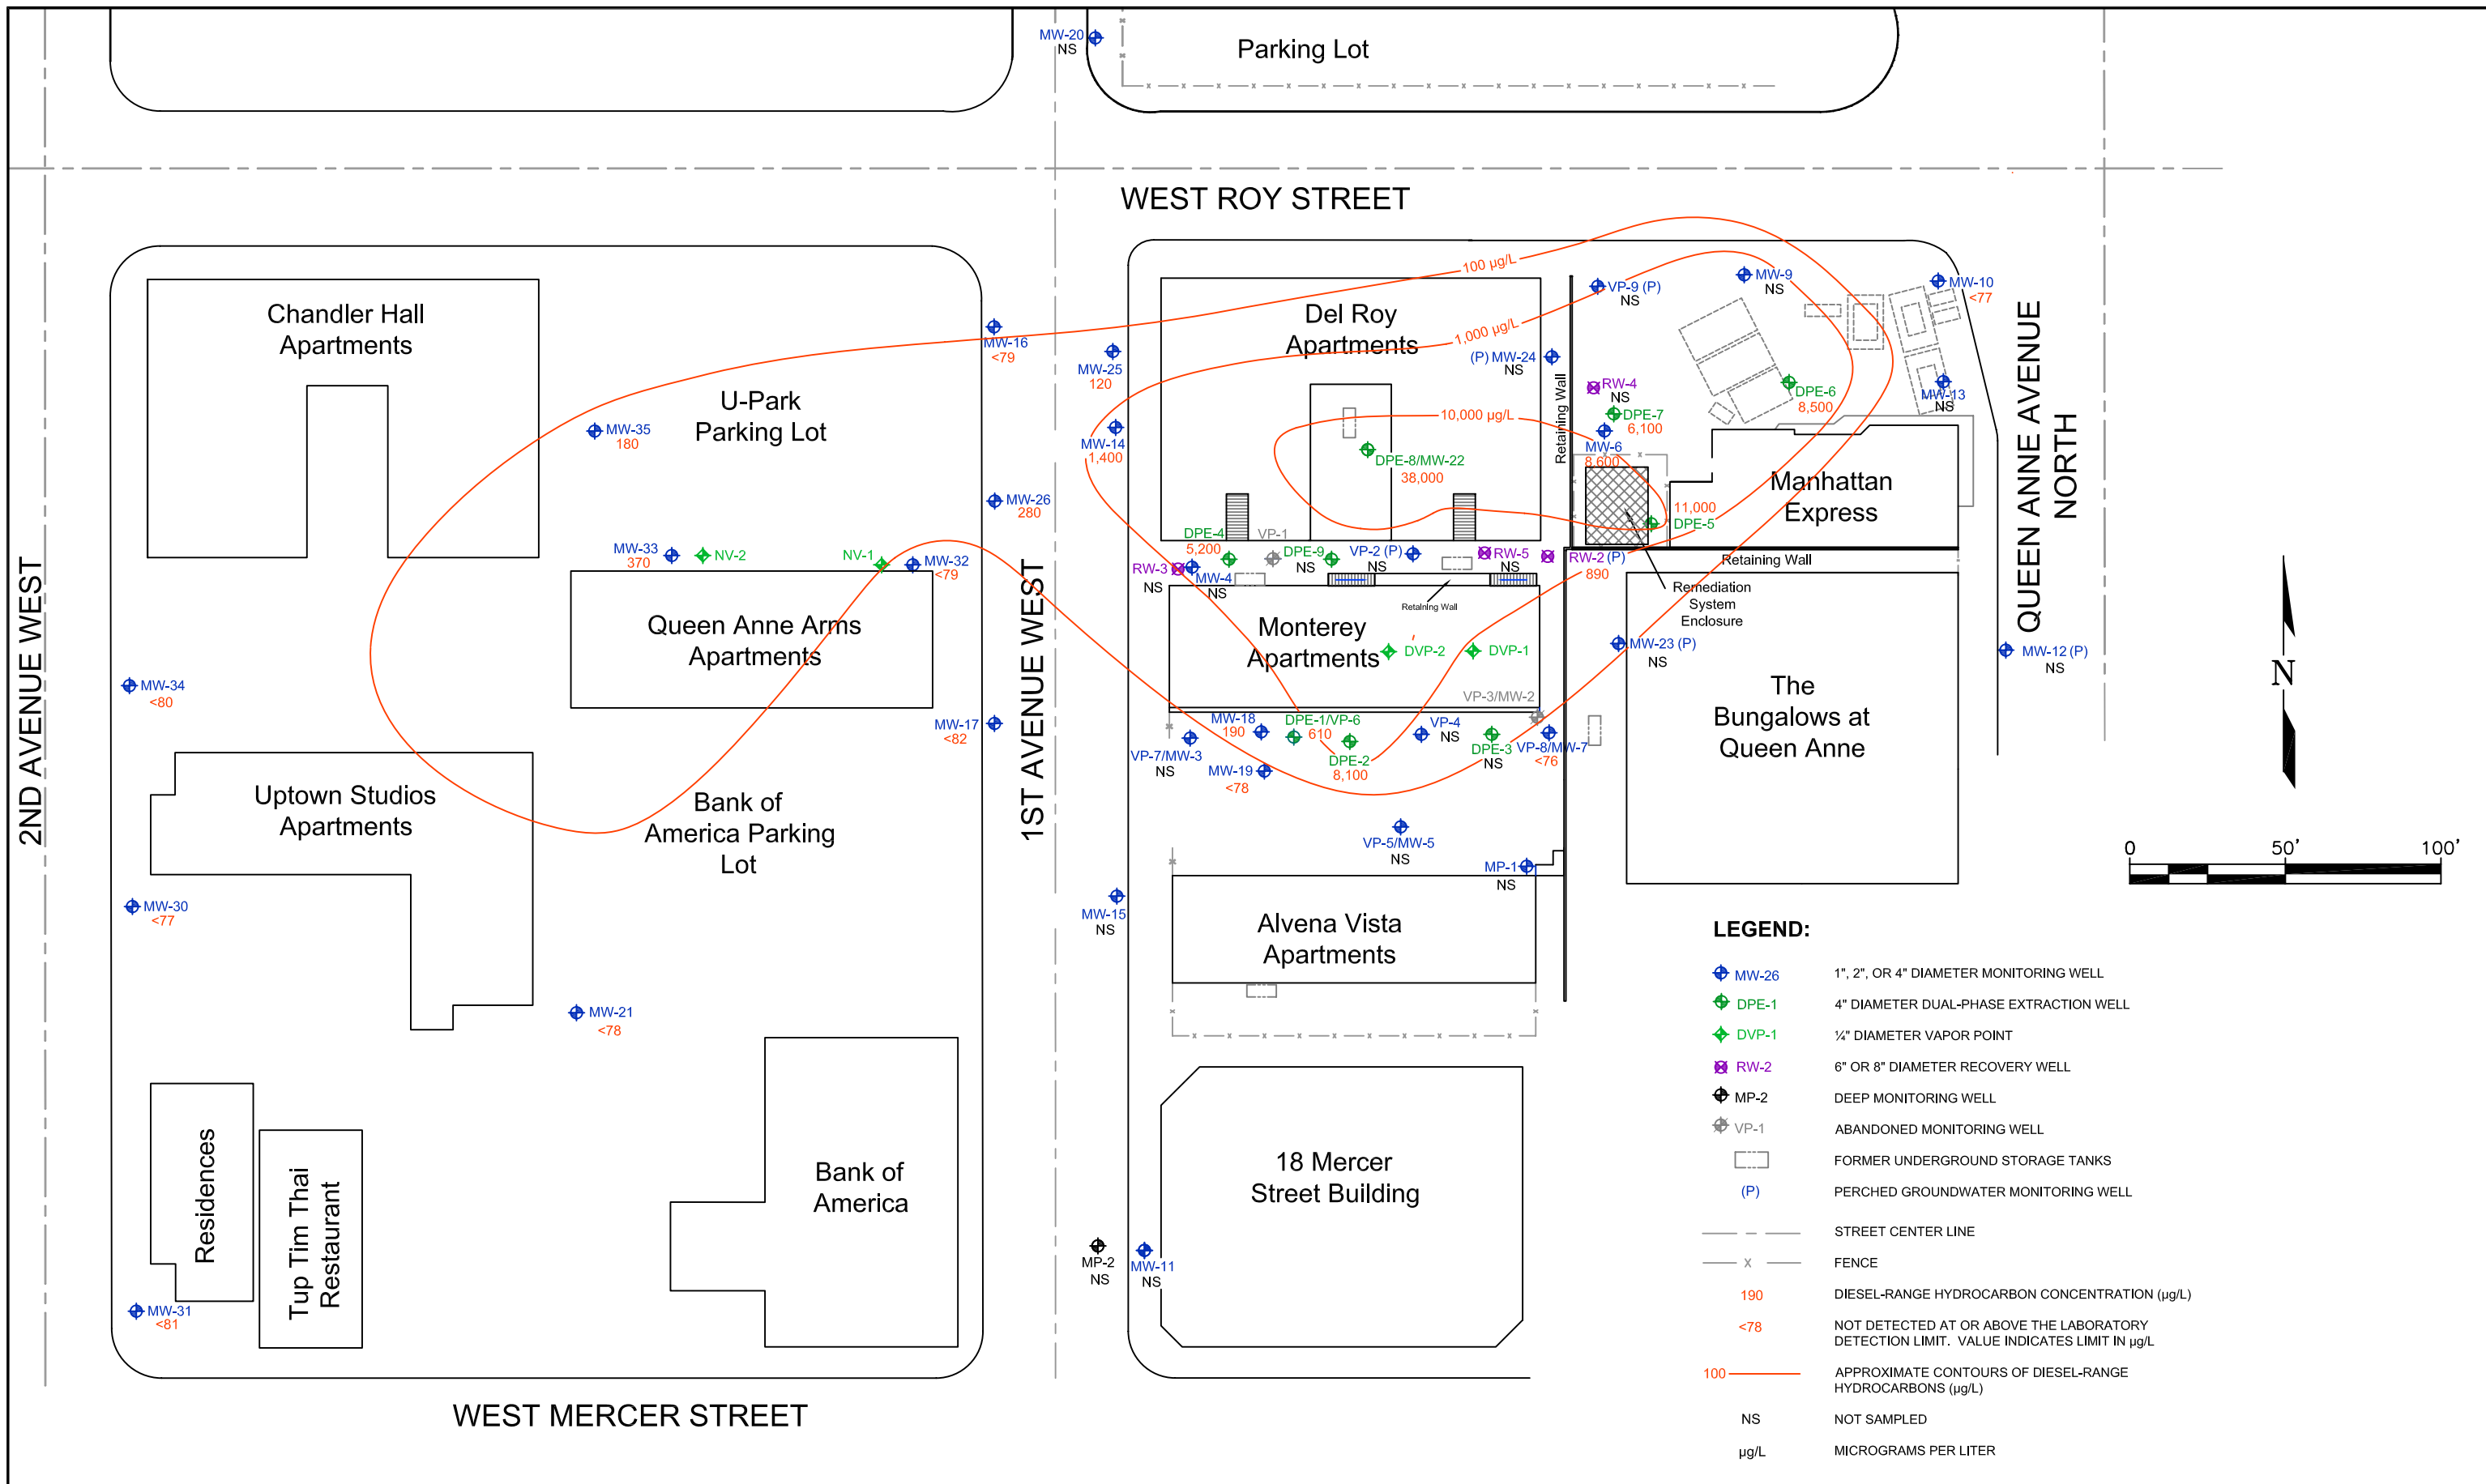 MW-20
NS
Parking Lot
WEST ROY STREET
100 µg/L
Chandler Hall
Apartments
MW-16
<79
MW-25
120
U-Park
Parking Lot
MW-35
180
MW-14
1,400
MW-26
280
Del Roy
Apartments
1,000 µg/L
VP-9 (P)
NS
MW-9
NS
MW-10
<77
(P) MW-24
NS
Retaining Wall
RW-4
NS
DPE-7
6,100
MW-6
8,600
DPE-6
8,500
MW-13
NS
10,000 µg/L
DPE-8/MW-22
38,000
Manhattan
Express
11,000
DPE-5
QUEEN ANNE AVENUE
NORTH
MW-33
370
NV-2
NV-1
MW-32
<79
DPE-4
5,200
VP-1
DPE-9
NS
VP-2 (P)
NS
RW-5
NS
RW-2 (P)
890
RW-3
NS
MW-4
NS
Retaining Wall
Retaining Wall
Remediation
System
Enclosure
2ND AVENUE WEST
1ST AVENUE WEST
Queen Anne Arms
Apartments
Monterey
Apartments
DVP-2
DVP-1
MW-23 (P)
NS
MW-12 (P)
NS
N
MW-34
<80
MW-17
<82
VP-3/MW-2
The
Bungalows at
Queen Anne
MW-18
190
DPE-1/VP-6
610
VP-4
NS
VP-7/MW-3
NS
DPE-2
8,100
DPE-3
NS
VP-8/MW-7
<76
MW-19
<78
Uptown Studios
Apartments
Bank of
America Parking
Lot
VP-5/MW-5
NS
MP-1
NS
0 50' 100'
MW-30
<77
MW-15
NS
Alvena Vista
Apartments
MW-21
<78
Residences
Tup Tim Thai
Restaurant
Bank of
America
18 Mercer
Street Building
MP-2
NS
MW-11
NS
MW-31
<81
WEST MERCER STREET
LEGEND:
MW-26 1", 2", OR 4" DIAMETER MONITORING WELL
DPE-1 4" DIAMETER DUAL-PHASE EXTRACTION WELL
DVP-1 ¼" DIAMETER VAPOR POINT
RW-2 6" OR 8" DIAMETER RECOVERY WELL
MP-2 DEEP MONITORING WELL
VP-1 ABANDONED MONITORING WELL
FORMER UNDERGROUND STORAGE TANKS
(P) PERCHED GROUNDWATER MONITORING WELL
STREET CENTER LINE
X FENCE
190 DIESEL-RANGE HYDROCARBON CONCENTRATION (µg/L)
<78 NOT DETECTED AT OR ABOVE THE LABORATORY
DETECTION LIMIT. VALUE INDICATES LIMIT IN µg/L
100 APPROXIMATE CONTOURS OF DIESEL-RANGE
HYDROCARBONS (µg/L)
NS NOT SAMPLED
µg/L MICROGRAMS PER LITER